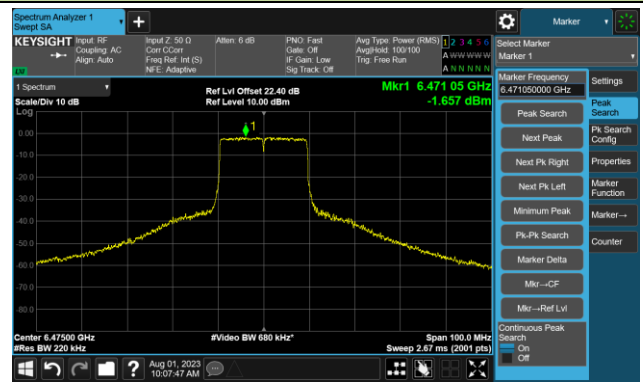 Spectrum Analyzer 1
Swept SA
Marker
KEYSIGHT
Input: RF
Coupling: AC
Align: Auto
Input Z: 50 Ω
Corr CCorr
Freq Ref: Int (S)
NFE: Adaptive
Atten: 6 dB
PNO: Fast
Gate: Off
IF Gain: Low
Sig Track: Off
Avg Type: Power (RMS)
Avg|Hold: 100/100
Trig: Free Run
1 2 3 4 5 6
A W W W W W
A N N N N N
LV
Select Marker
Marker 1
1 Spectrum
Scale/Div 10 dB
Ref Lvl Offset 22.40 dB
Ref Level 10.00 dBm
Mkr1 6.471 05 GHz
-1.657 dBm
Log
1
0.00
-10.0
-20.0
-30.0
-40.0
-50.0
-60.0
-70.0
-80.0
Center 6.47500 GHz
#Res BW 220 kHz
#Video BW 680 kHz*
Span 100.0 MHz
Sweep 2.67 ms (2001 pts)
Marker Frequency
6.471050000 GHz
Peak Search
Next Peak
Next Pk Right
Next Pk Left
Minimum Peak
Pk-Pk Search
Marker Delta
Mkr→CF
Mkr→Ref Lvl
Continuous Peak
Search
On
Off
Settings
Peak
Search
Pk Search
Config
Properties
Marker
Function
Marker→
Counter
Aug 01, 2023
10:07:47 AM